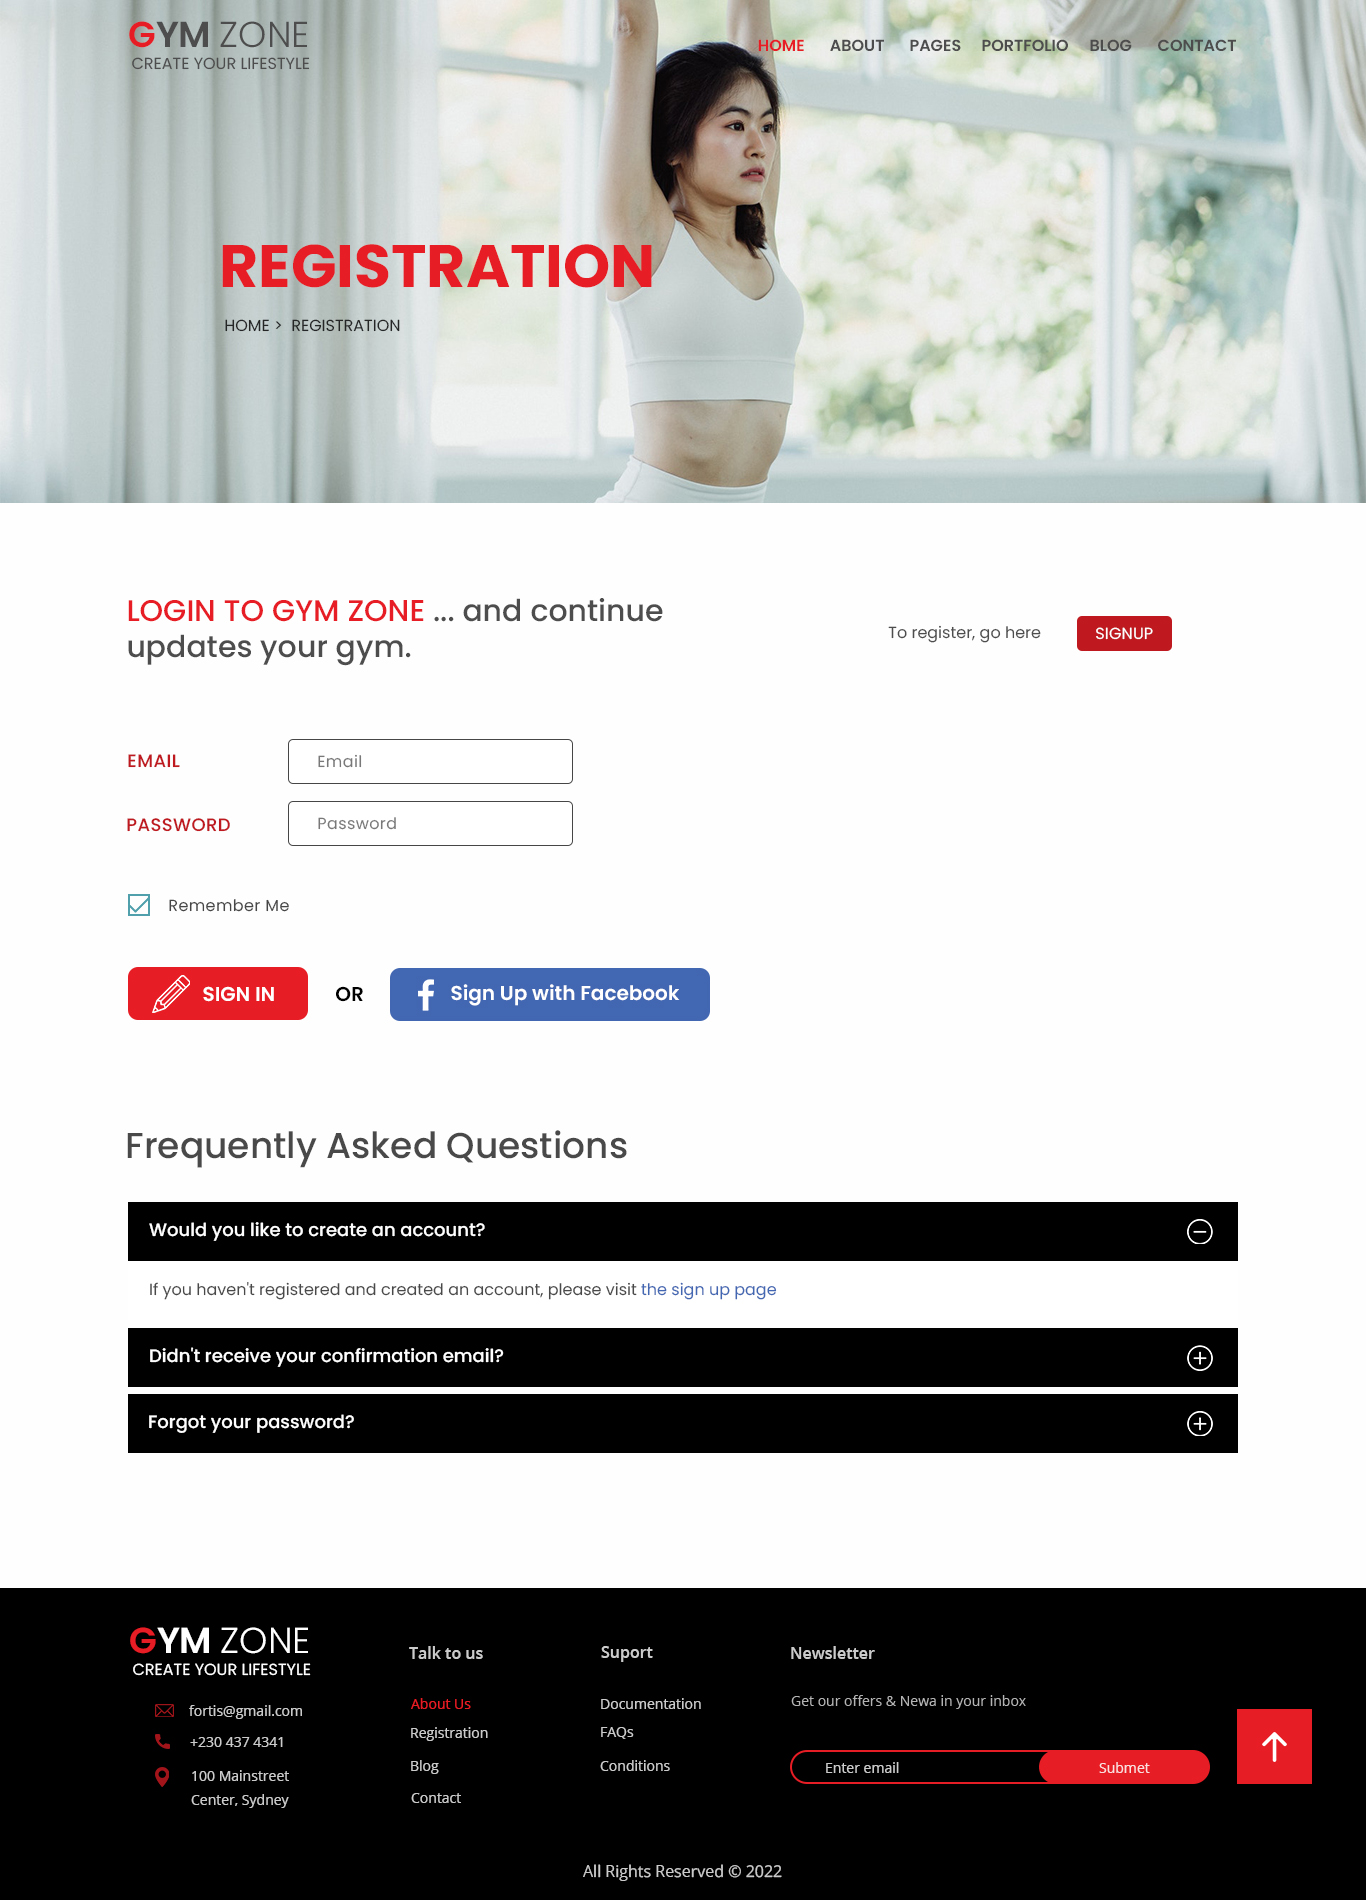 GYM ZONE
CREATE YOUR LIFESTYLE
HOME ABOUT PAGES PORTFOLIO BLOG CONTACT
REGISTRATION
HOME > REGISTRATION
LOGIN TO GYM ZONE ... and continue
updates your gym.
To register, go here
SIGNUP
EMAIL
Email
PASSWORD
Password
Remember Me
SIGN IN
OR
Sign Up with Facebook
Frequently Asked Questions
Would you like to create an account?
If you haven't registered and created an account, please visit the sign up page
Didn't receive your confirmation email?
Forgot your password?
GYM ZONE
CREATE YOUR LIFESTYLE
fortis@gmail.com
+230 437 4341
100 Mainstreet
Center, Sydney
Talk to us
About Us
Registration
Blog
Contact
Suport
Documentation
FAQs
Conditions
Newsletter
Get our offers & Newa in your inbox
Enter email
Submet
All Rights Reserved © 2022